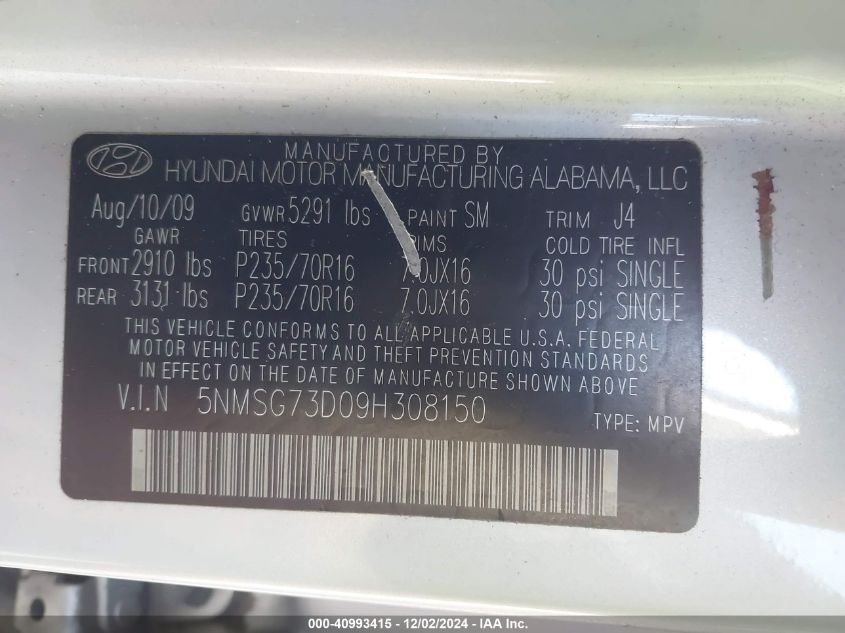 MANUFACTURED BY
HYUNDAI MOTOR MANUFACTURING ALABAMA, LLC
Aug/10/09 GVWR 5291 lbs PAINT SM TRIM J4
GAWR TIRES RIMS COLD TIRE INFL
FRONT 2910 lbs P235/70R16 7.0JX16 30 psi SINGLE
REAR 3131 lbs P235/70R16 7.0JX16 30 psi SINGLE
THIS VEHICLE CONFORMS TO ALL APPLICABLE U.S.A. FEDERAL
MOTOR VEHICLE SAFETY AND THEFT PREVENTION STANDARDS
IN EFFECT ON THE DATE OF MANUFACTURE SHOWN ABOVE.
V.I.N 5NMSG73D09H308150 TYPE: MPV
000-40993415 - 12/02/2024 - IAA Inc.